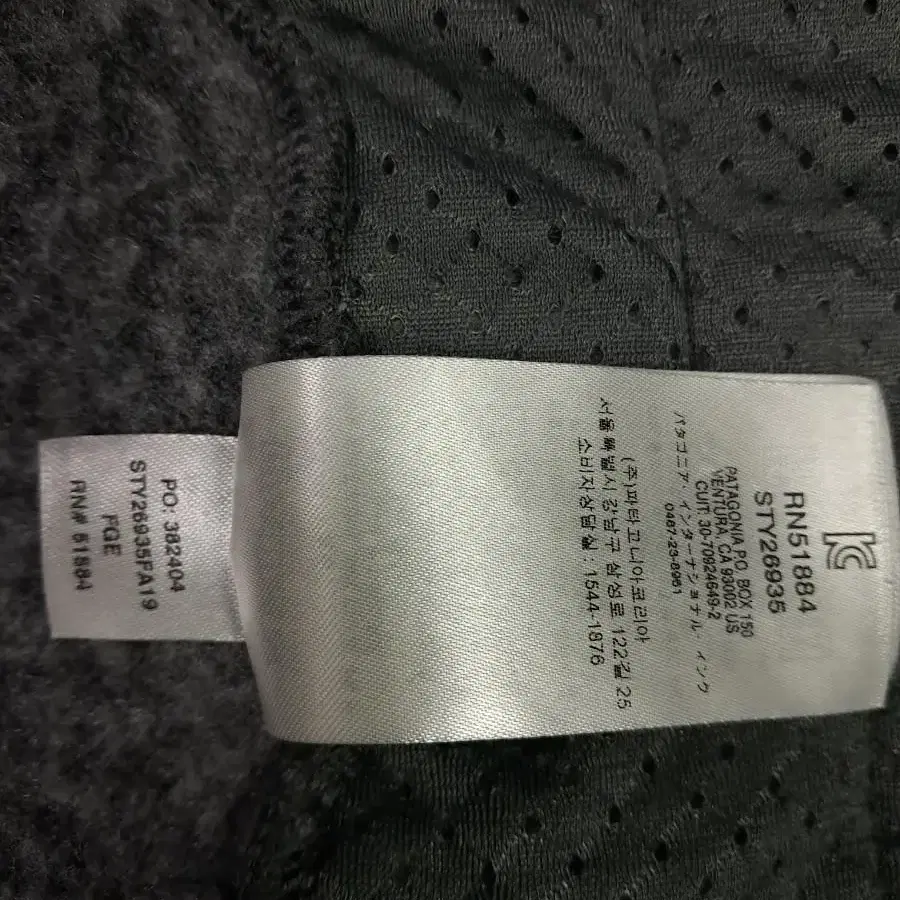 RN51884
STY26935
PATAGONIA P.O. BOX 150
VENTURA, CA 93002 US
CUIT. 30-70924649-2
パタゴニア・インターナショナル・インク
0467-23-8961
(주)파타고니아코리아
서울특별시 강남구 삼성로 122길 25
소비자상담실 : 1544-1876
PO: 382404
STY26935FA19
FGE
RN# 51884